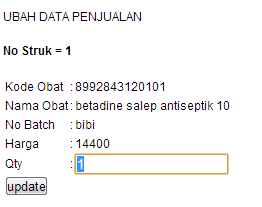 UBAH DATA PENJUALAN
No Struk = 1
Kode Obat : 8992843120101
Nama Obat : betadine salep antiseptik 10
No Batch : bibi
Harga : 14400
Qty : 1
update